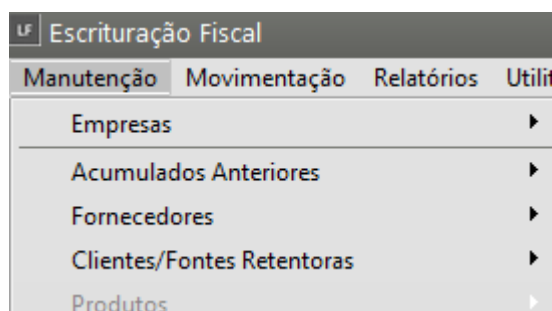 LF Escrituração Fiscal
Manutenção Movimentação Relatórios
Empresas
Acumulados Anteriores
Fornecedores
Clientes/Fontes Retentoras
Produtos